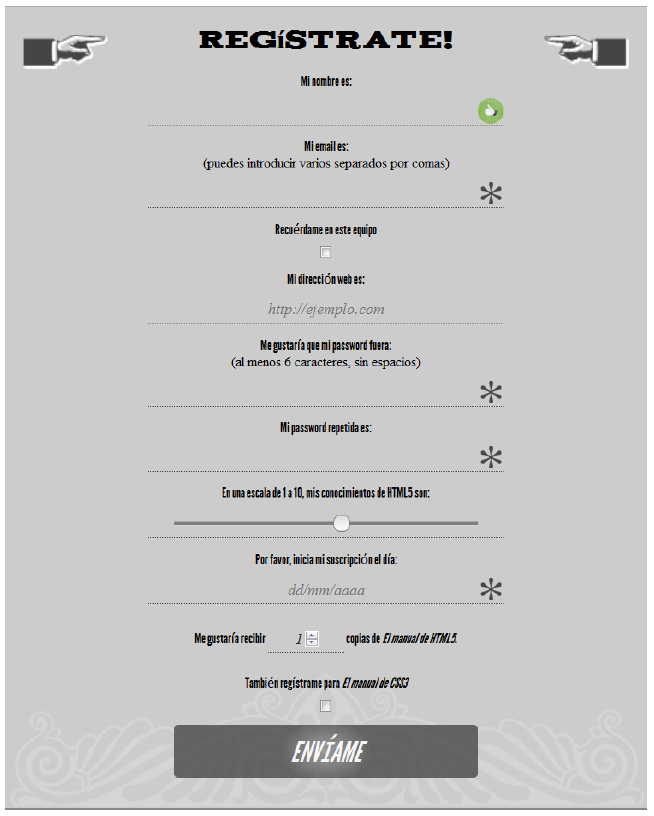 REGíSTRATE!
Mi nombre es:
Mi email es:
(puedes introducir varios separados por comas)
Recuérdame en este equipo
Mi dirección web es:
http://ejemplo.com
Me gustaría que mi password fuera:
(al menos 6 caracteres, sin espacios)
Mi password repetida es:
En una escala de 1 a 10, mis conocimientos de HTML5 son:
Por favor, inicia mi suscripción el día:
dd/mm/aaaa
Me gustaría recibir 1 copias de El manual de HTML5.
También regístrame para El manual de CSS3
ENVÍAME